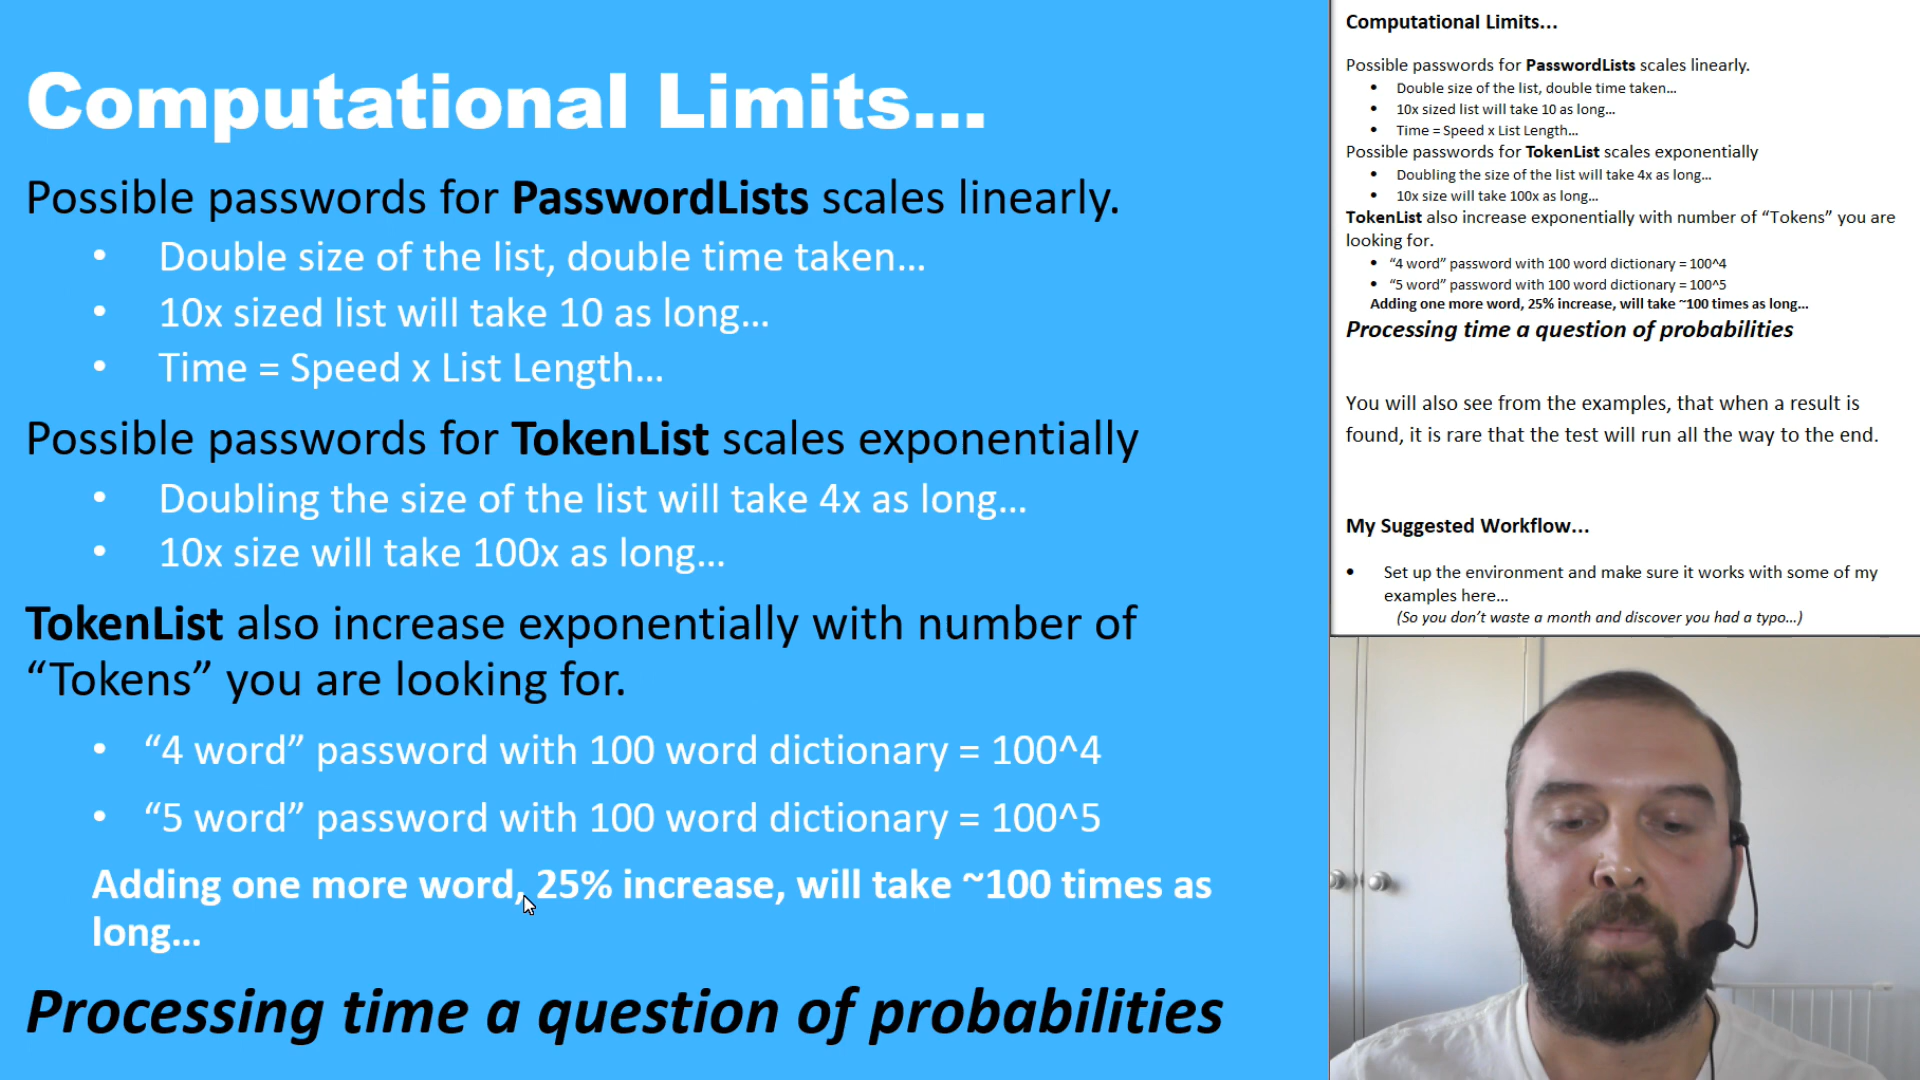 Computational Limits...
Possible passwords for PasswordLists scales linearly.
• Double size of the list, double time taken...
• 10x sized list will take 10 as long...
• Time = Speed x List Length...
Possible passwords for TokenList scales exponentially
• Doubling the size of the list will take 4x as long...
• 10x size will take 100x as long...
TokenList also increase exponentially with number of
“Tokens” you are looking for.
• “4 word” password with 100 word dictionary = 100^4
• “5 word” password with 100 word dictionary = 100^5
Adding one more word, 25% increase, will take ~100 times as
long...
Processing time a question of probabilities
Computational Limits...
Possible passwords for PasswordLists scales linearly.
• Double size of the list, double time taken...
• 10x sized list will take 10 as long...
• Time = Speed x List Length...
Possible passwords for TokenList scales exponentially
• Doubling the size of the list will take 4x as long...
• 10x size will take 100x as long...
TokenList also increase exponentially with number of “Tokens” you are
looking for.
• “4 word” password with 100 word dictionary = 100^4
• “5 word” password with 100 word dictionary = 100^5
Adding one more word, 25% increase, will take ~100 times as long...
Processing time a question of probabilities
You will also see from the examples, that when a result is
found, it is rare that the test will run all the way to the end.
My Suggested Workflow...
• Set up the environment and make sure it works with some of my
examples here...
(So you don’t waste a month and discover you had a typo...)